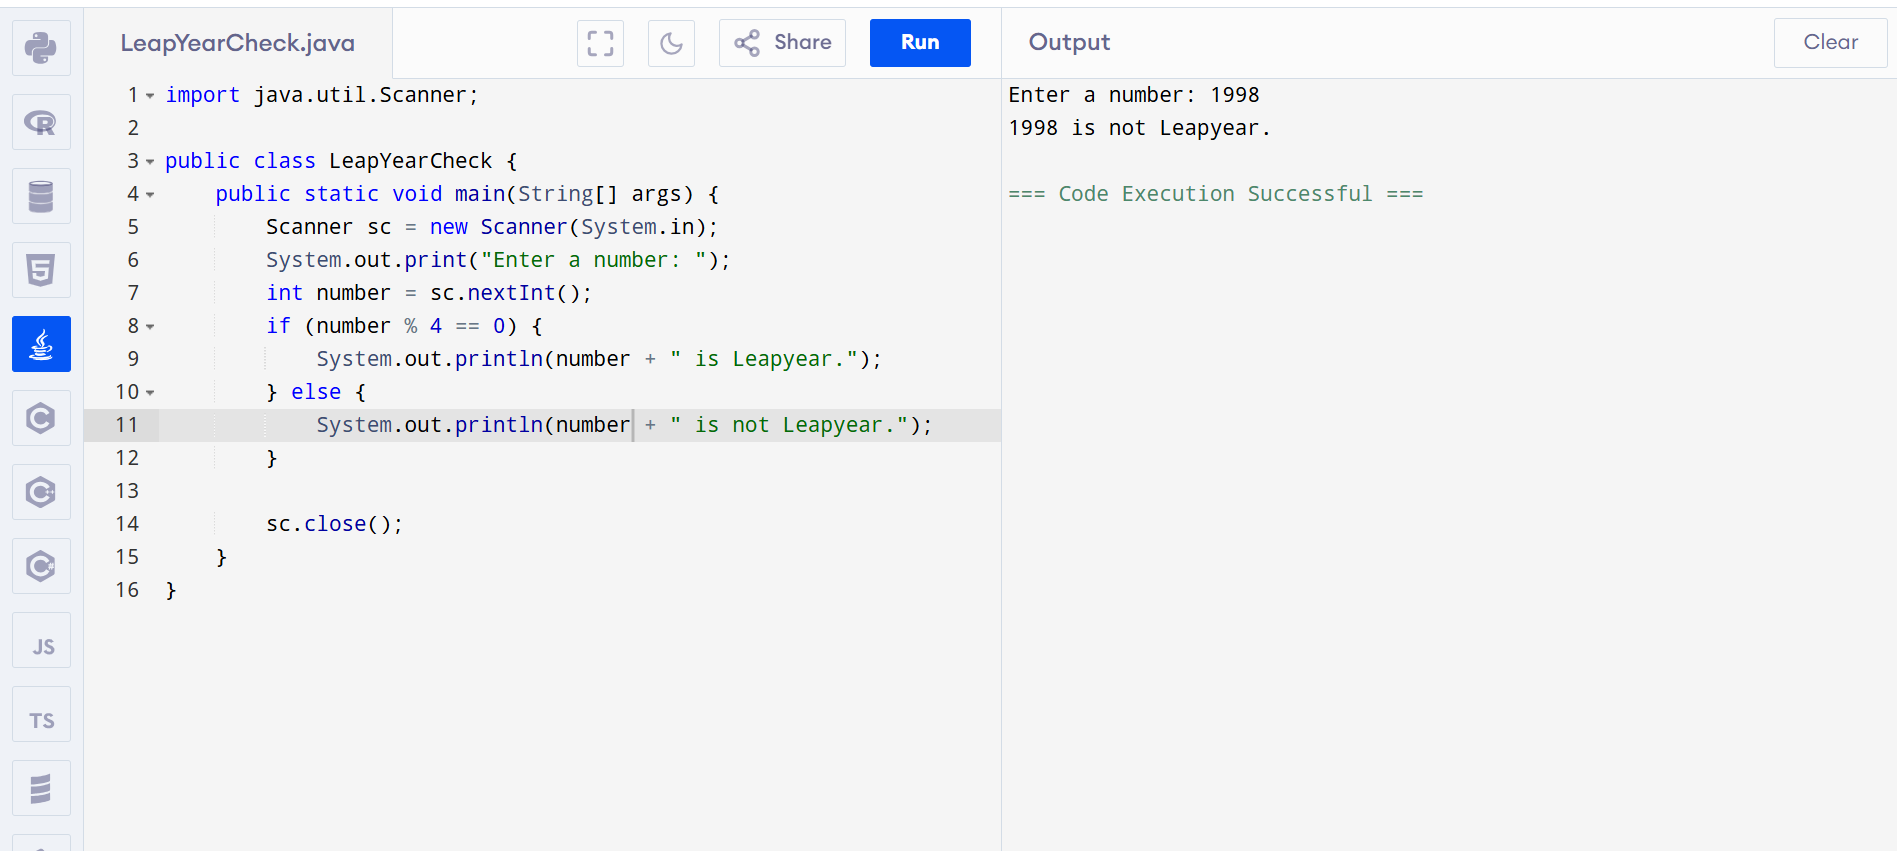 LeapYearCheck.java
Share
Run
Output
Clear
1 import java.util.Scanner;
2
3 public class LeapYearCheck {
4     public static void main(String[] args) {
5         Scanner sc = new Scanner(System.in);
6         System.out.print("Enter a number: ");
7         int number = sc.nextInt();
8         if (number % 4 == 0) {
9             System.out.println(number + " is Leapyear.");
10         } else {
11             System.out.println(number + " is not Leapyear.");
12         }
13
14         sc.close();
15     }
16 }
Enter a number: 1998
1998 is not Leapyear.
=== Code Execution Successful ===
R
5
C
C++
C#
JS
TS